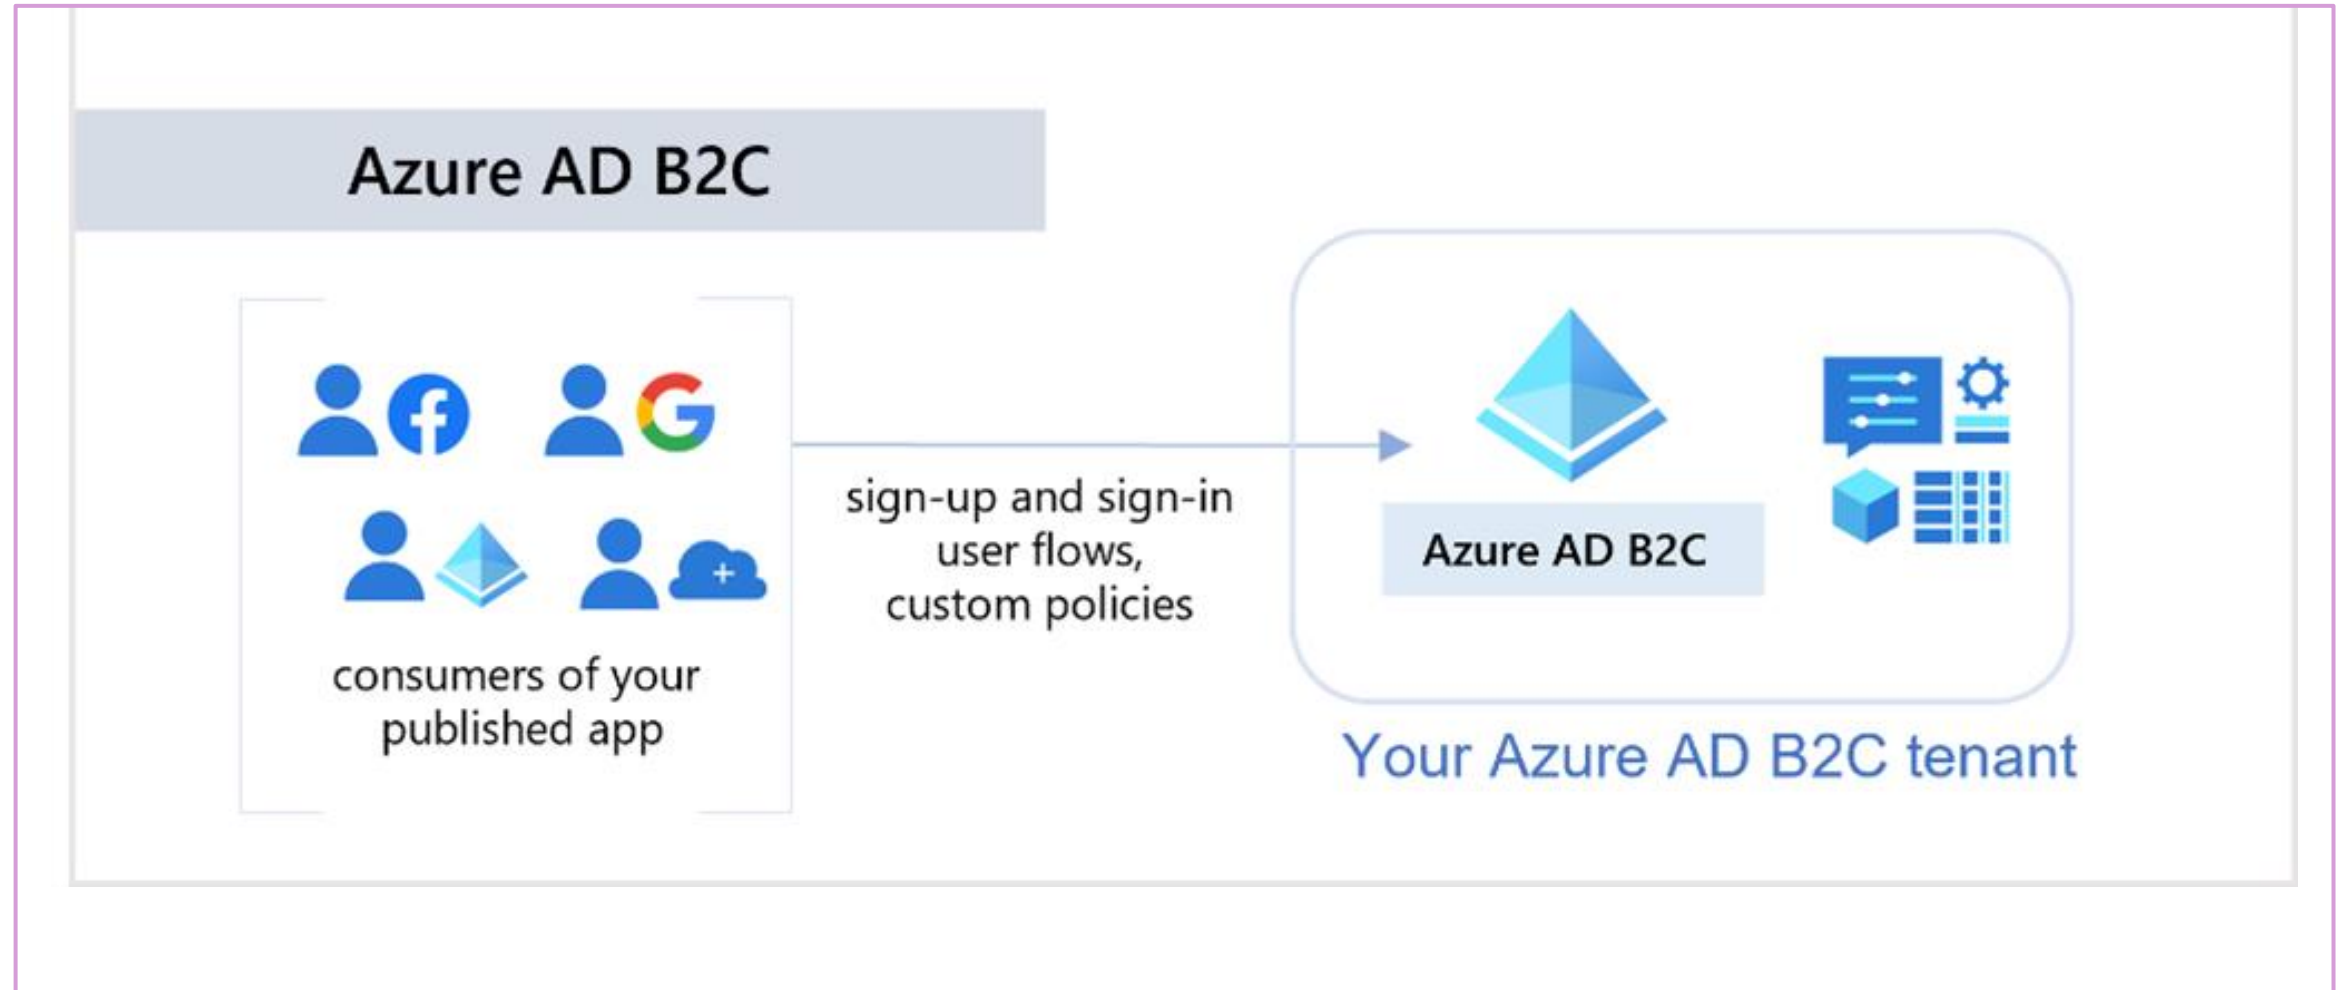 Azure AD B2C
sign-up and sign-in
user flows,
custom policies
consumers of your
published app
Azure AD B2C
Your Azure AD B2C tenant